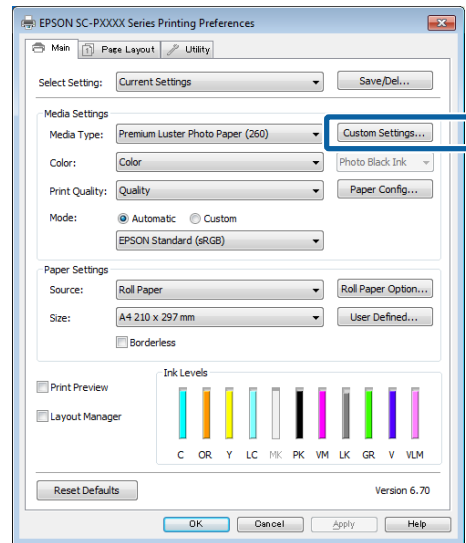 EPSON SC-PXXXX Series Printing Preferences
Main Page Layout Utility
Select Setting: Current Settings Save/Del...
Media Settings
Media Type: Premium Luster Photo Paper (260) Custom Settings...
Color: Color Photo Black Ink
Print Quality: Quality Paper Config...
Mode: Automatic Custom
EPSON Standard (sRGB)
Paper Settings
Source: Roll Paper Roll Paper Option...
Size: A4 210 x 297 mm User Defined...
Borderless
Ink Levels
Print Preview
Layout Manager
C OR Y LC MK PK VM LK GR V VLM
Reset Defaults Version 6.70
OK Cancel Apply Help